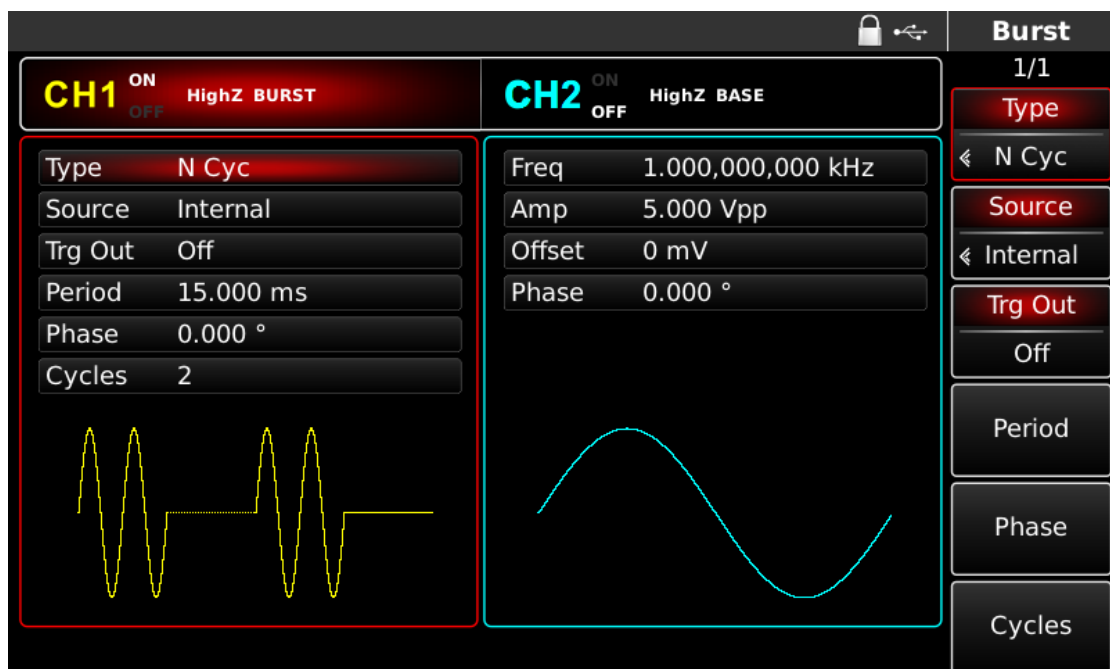 Burst
1/1
CH1 ON OFF HighZ BURST
CH2 ON OFF HighZ BASE
Type N Cyc
Source Internal
Trg Out Off
Period 15.000 ms
Phase 0.000 °
Cycles 2
Freq 1.000,000,000 kHz
Amp 5.000 Vpp
Offset 0 mV
Phase 0.000 °
Type
N Cyc
Source
Internal
Trg Out
Off
Period
Phase
Cycles